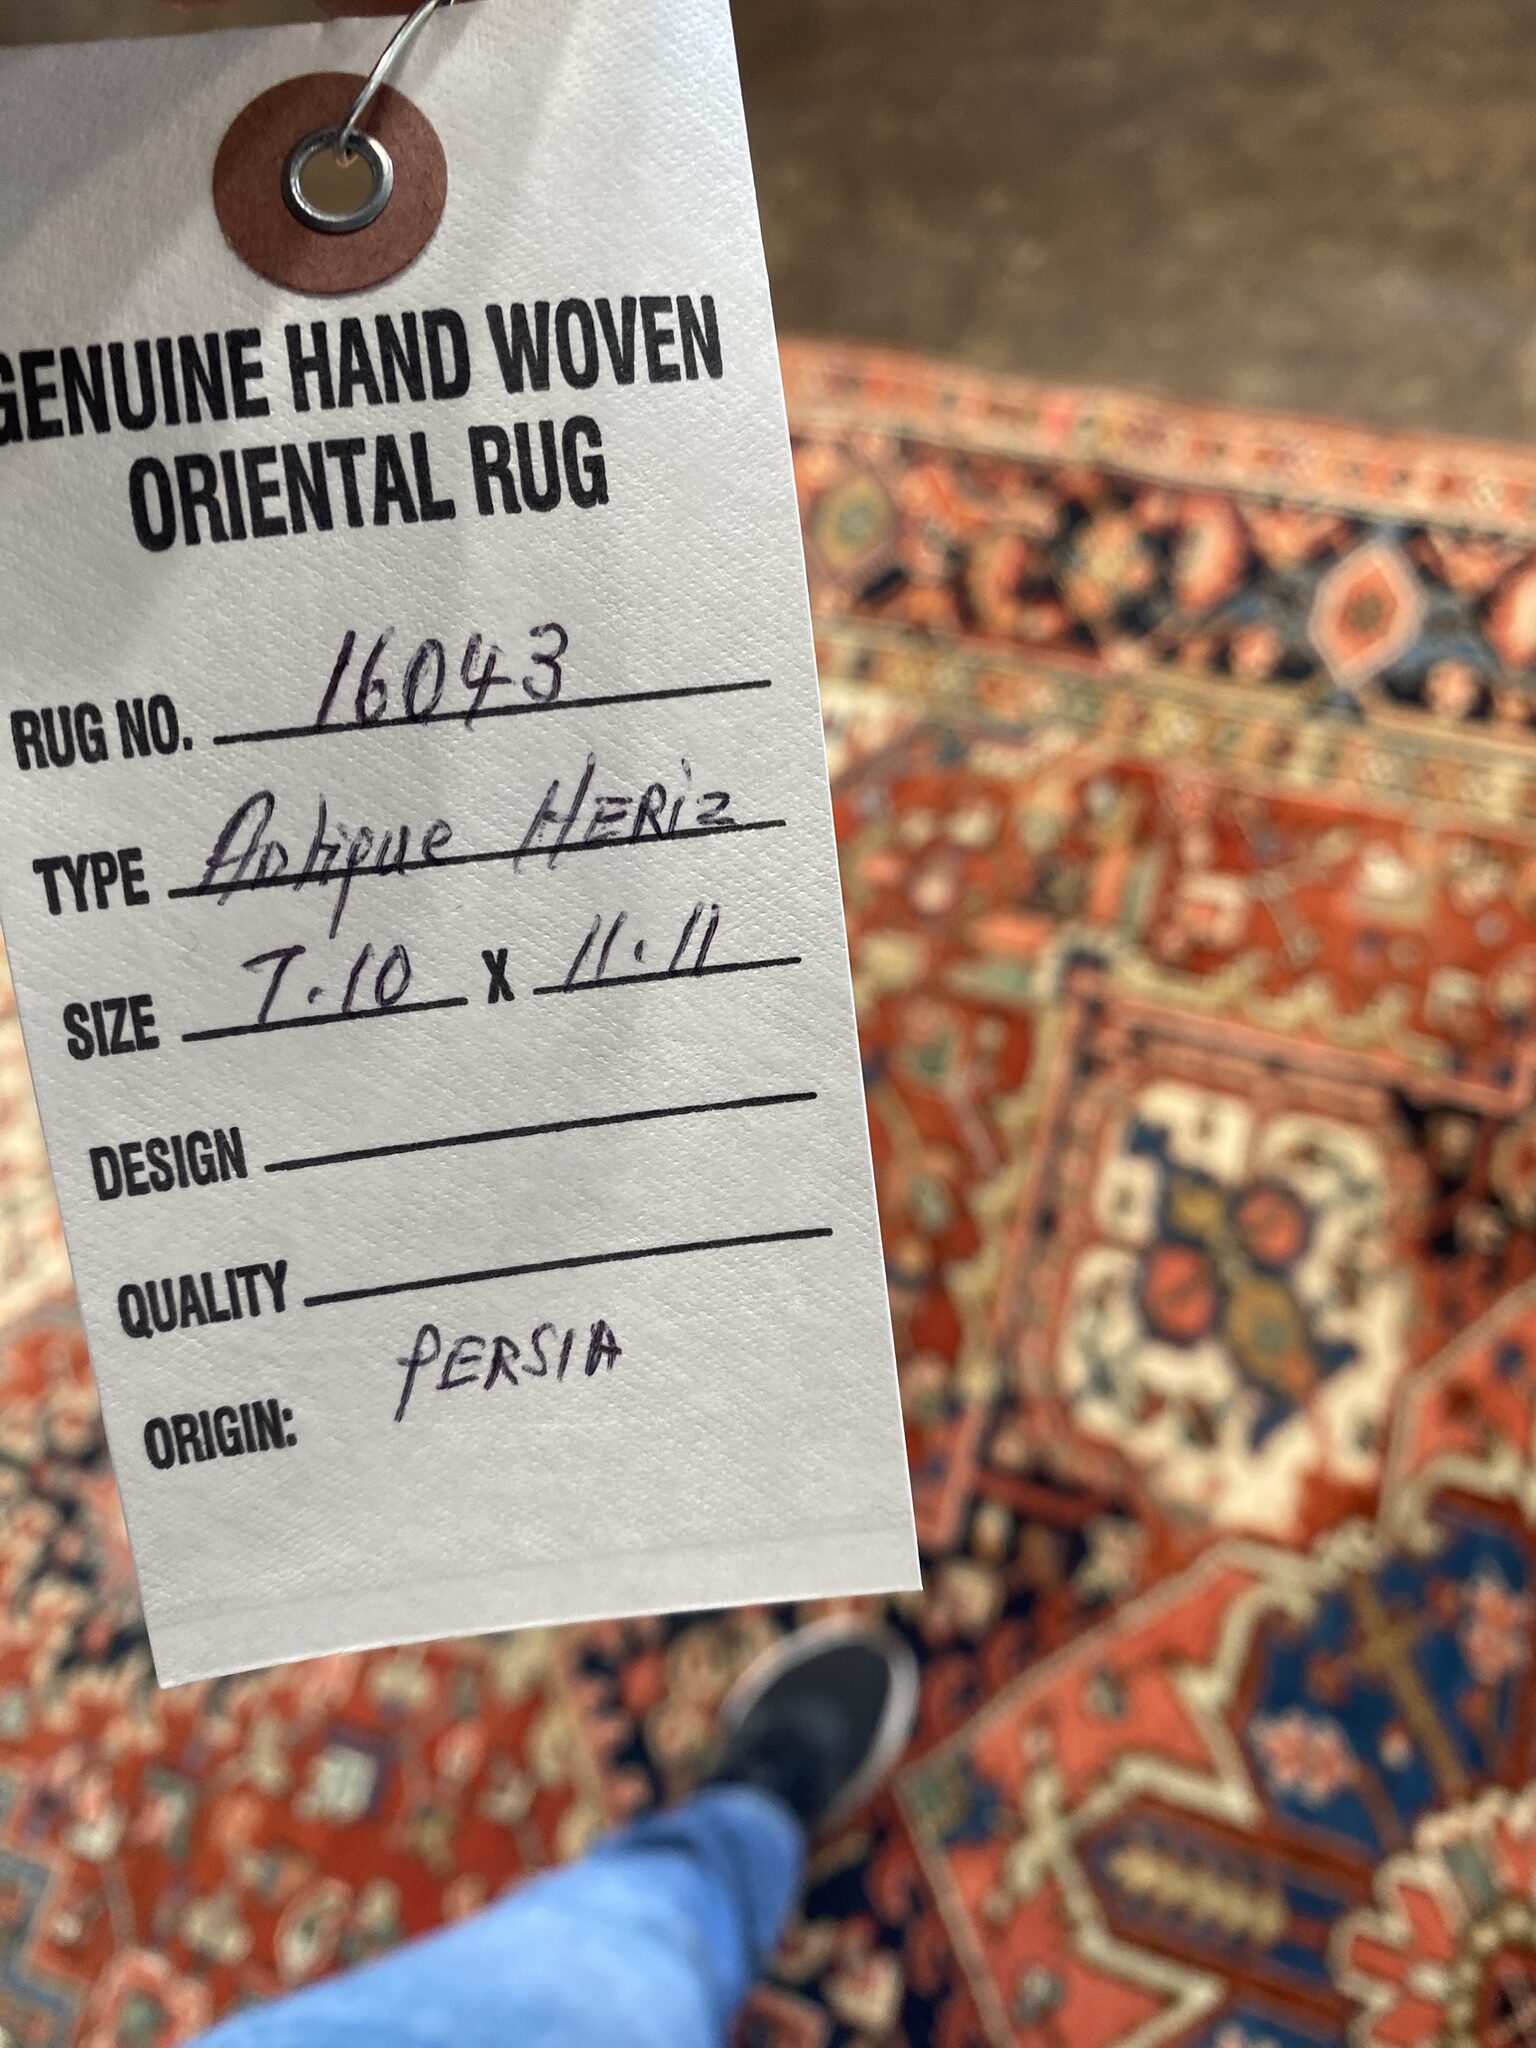 GENUINE HAND WOVEN
ORIENTAL RUG
RUG NO. 16043
TYPE Antique HERiz
SIZE 7.10 X 11.11
DESIGN
QUALITY
ORIGIN: PERSIA